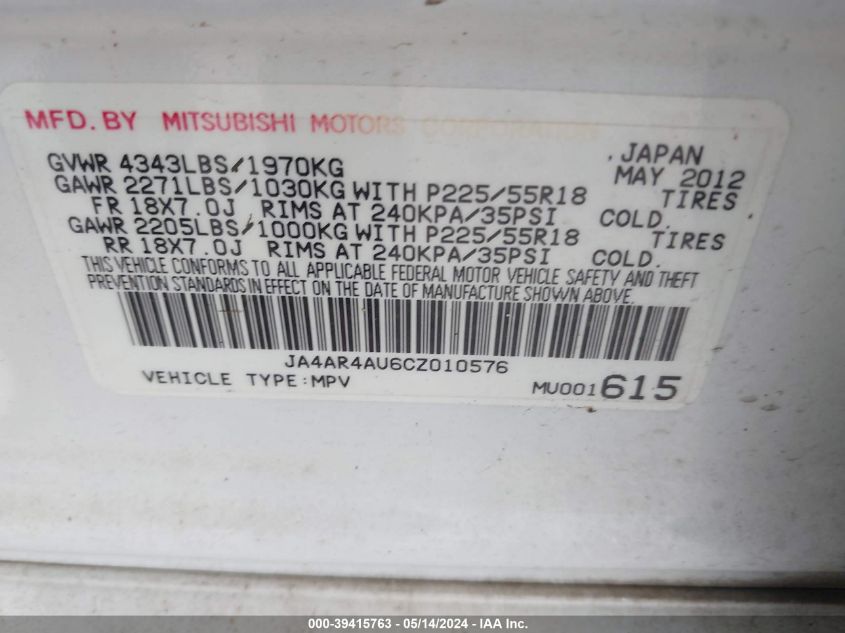 MFD. BY MITSUBISHI MOTORS CORPORATION
. JAPAN
GVWR 4343LBS/1970KG MAY 2012
GAWR 2271LBS/1030KG WITH P225/55R18 TIRES
FR 18X7.0J RIMS AT 240KPA/35PSI COLD.
GAWR 2205LBS/1000KG WITH P225/55R18 TIRES
RR 18X7.0J RIMS AT 240KPA/35PSI COLD.
THIS VEHICLE CONFORMS TO ALL APPLICABLE FEDERAL MOTOR VEHICLE SAFETY AND THEFT
PREVENTION STANDARDS IN EFFECT ON THE DATE OF MANUFACTURE SHOWN ABOVE.
JA4AR4AU6CZ010576
VEHICLE TYPE:MPV MU001615
000-39415763 - 05/14/2024 - IAA Inc.